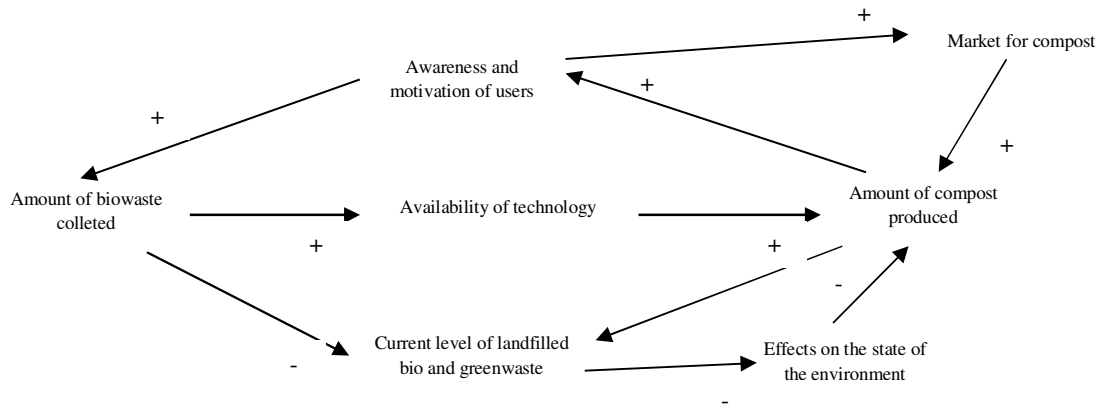 +
Market for compost
Awareness and
motivation of users
+
+
+
Amount of biowaste
colleted
Availability of technology
Amount of compost
produced
+
+
-
Current level of landfilled
bio and greenwaste
Effects on the state of
the environment
-
-